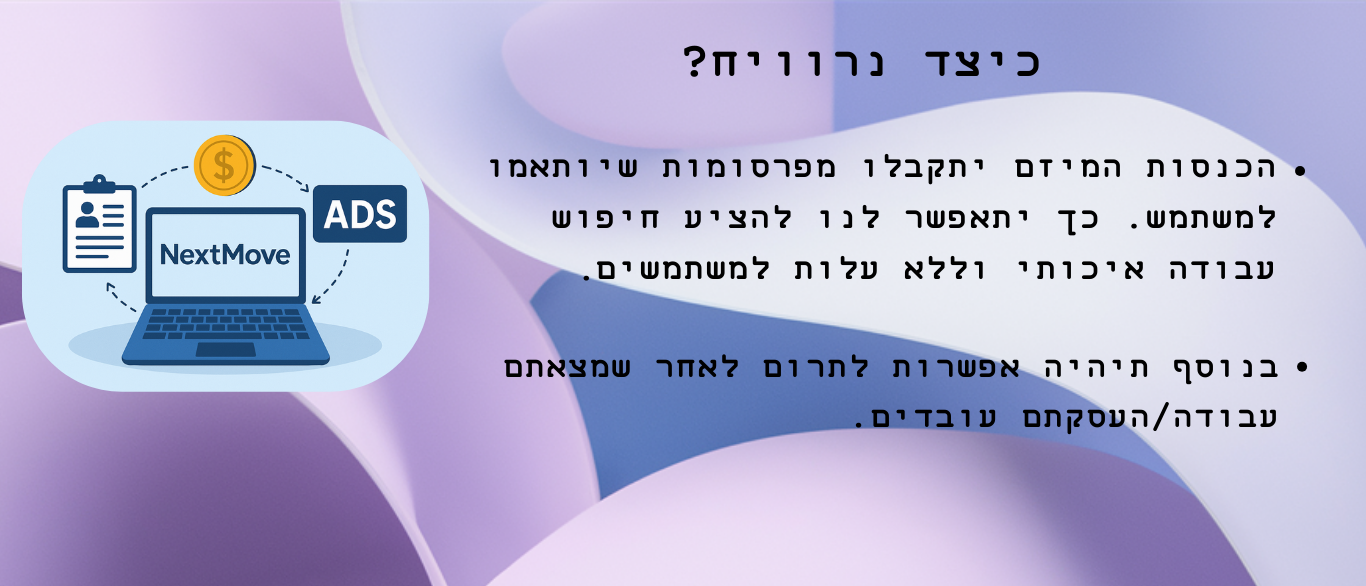 כיצד נרוויח?
• הכנסות המיזם יתקבלו מפרסומות שיותאמו
למשתמש. כך יתאפשר לנו להציע חיפוש
עבודה איכותי וללא עלות למשתמשים.
• בנוסף תיהיה אפשרות לתרום לאחר שמצאתם
עבודה/העסקתם עובדים.
$
ADS
NextMove